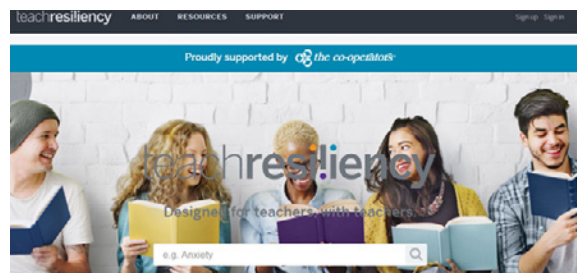 teachresiliency ABOUT RESOURCES SUPPORT Sign up Sign in
Proudly supported by the co-operators
teachresiliency
Designed for teachers, with teachers.
e.g. Anxiety